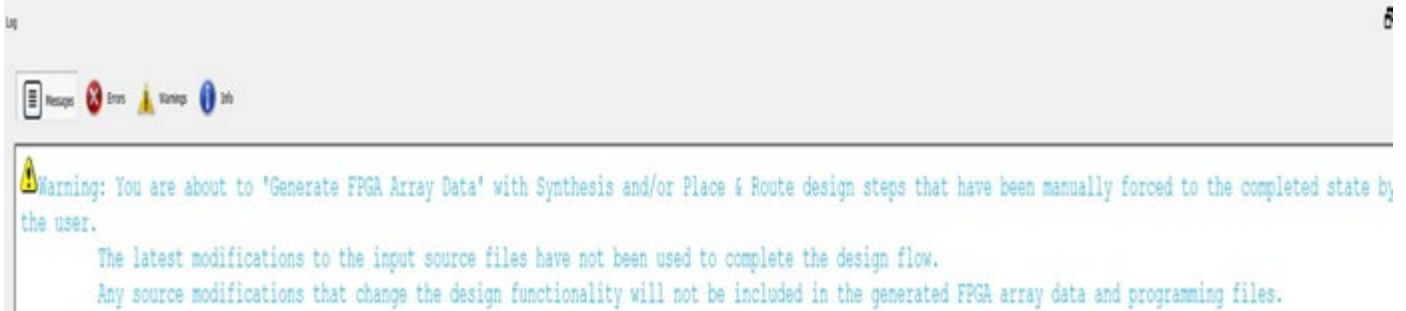 Log
Messages Errors Warnings Info
Warning: You are about to 'Generate FPGA Array Data' with Synthesis and/or Place & Route design steps that have been manually forced to the completed state by
the user.
The latest modifications to the input source files have not been used to complete the design flow.
Any source modifications that change the design functionality will not be included in the generated FPGA array data and programming files.